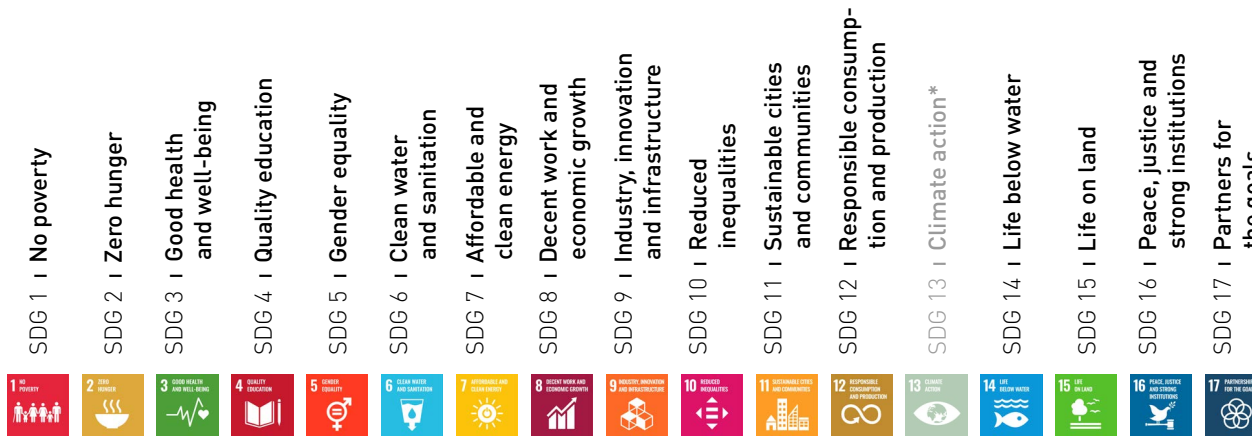 SDG 1 I No poverty
SDG 2 I Zero hunger
SDG 3 I Good health
and well-being
SDG 4 I Quality education
SDG 5 I Gender equality
SDG 6 I Clean water
and sanitation
SDG 7 I Affordable and
clean energy
SDG 8 I Decent work and
economic growth
SDG 9 I Industry, innovation
and infrastructure
SDG 10 I Reduced
inequalities
SDG 11 I Sustainable cities
and communities
SDG 12 I Responsible consump-
tion and production
SDG 13 I Climate action*
SDG 14 I Life below water
SDG 15 I Life on land
SDG 16 I Peace, justice and
strong institutions
SDG 17 I Partners for
the goals
1 NO
POVERTY
2 ZERO
HUNGER
3 GOOD HEALTH
AND WELL-BEING
4 QUALITY
EDUCATION
5 GENDER
EQUALITY
6 CLEAN WATER
AND SANITATION
7 AFFORDABLE AND
CLEAN ENERGY
8 DECENT WORK AND
ECONOMIC GROWTH
9 INDUSTRY, INNOVATION
AND INFRASTRUCTURE
10 REDUCED
INEQUALITIES
11 SUSTAINABLE CITIES
AND COMMUNITIES
12 RESPONSIBLE
CONSUMPTION
AND PRODUCTION
13 CLIMATE
ACTION
14 LIFE
BELOW WATER
15 LIFE
ON LAND
16 PEACE, JUSTICE
AND STRONG
INSTITUTIONS
17 PARTNERSHIP
FOR THE GOA